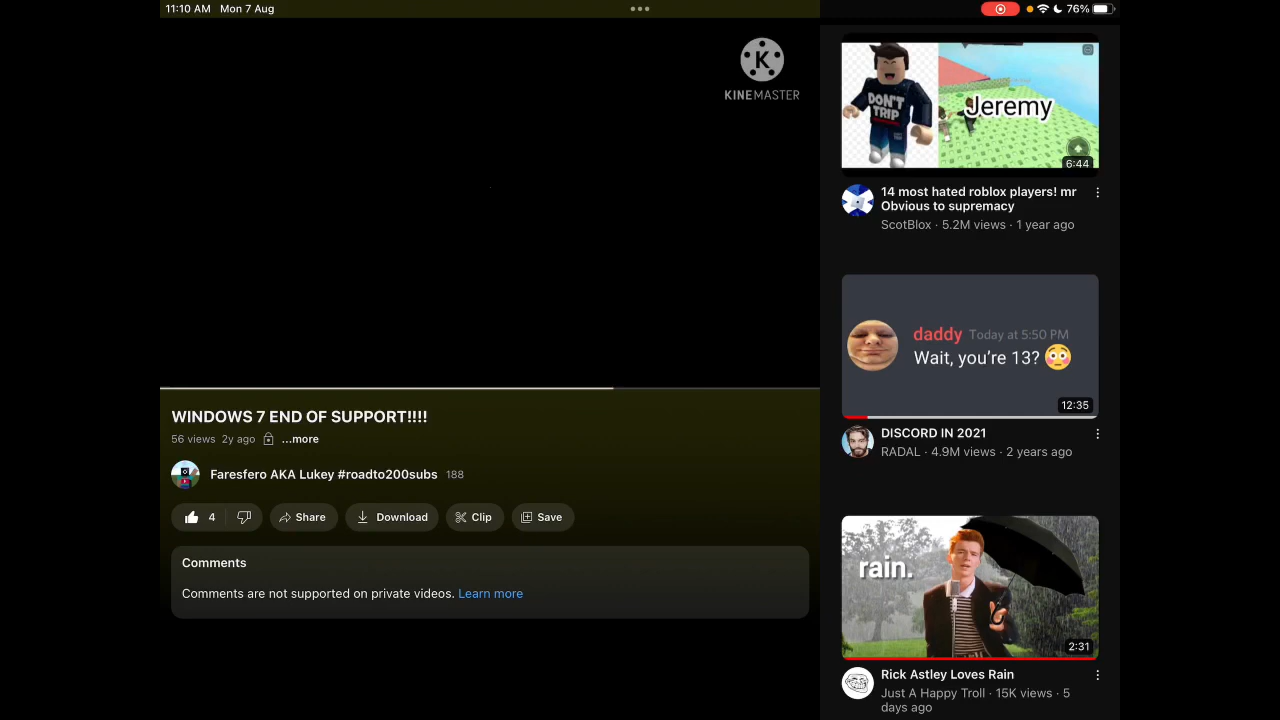 11:10 AM Mon 7 Aug
76%
K
KINEMASTER
WINDOWS 7 END OF SUPPORT!!!!
56 views 2y ago ...more
Faresfero AKA Lukey #roadto200subs 188
4 Share Download Clip Save
Comments
Comments are not supported on private videos. Learn more
DON'T
TRIP
Jeremy
6:44
14 most hated roblox players! mr
Obvious to supremacy
ScotBlox · 5.2M views · 1 year ago
daddy Today at 5:50 PM
Wait, you're 13? 😳
12:35
DISCORD IN 2021
RADAL · 4.9M views · 2 years ago
rain.
2:31
Rick Astley Loves Rain
Just A Happy Troll · 15K views · 5
days ago